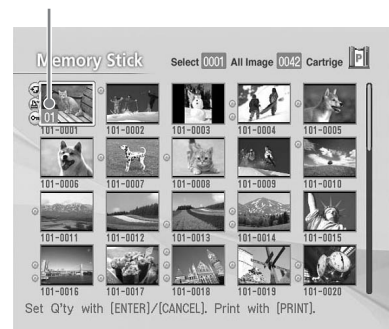 Memory Stick Select 0001 All Image 0042 Cartrige P
01
101-0001 101-0002 101-0003 101-0004 101-0005
101-0006 101-0007 101-0008 101-0009 101-0010
101-0011 101-0012 101-0013 101-0014 101-0015
101-0016 101-0017 101-0018 101-0019 101-0020
Set Q'ty with [ENTER]/[CANCEL]. Print with [PRINT].